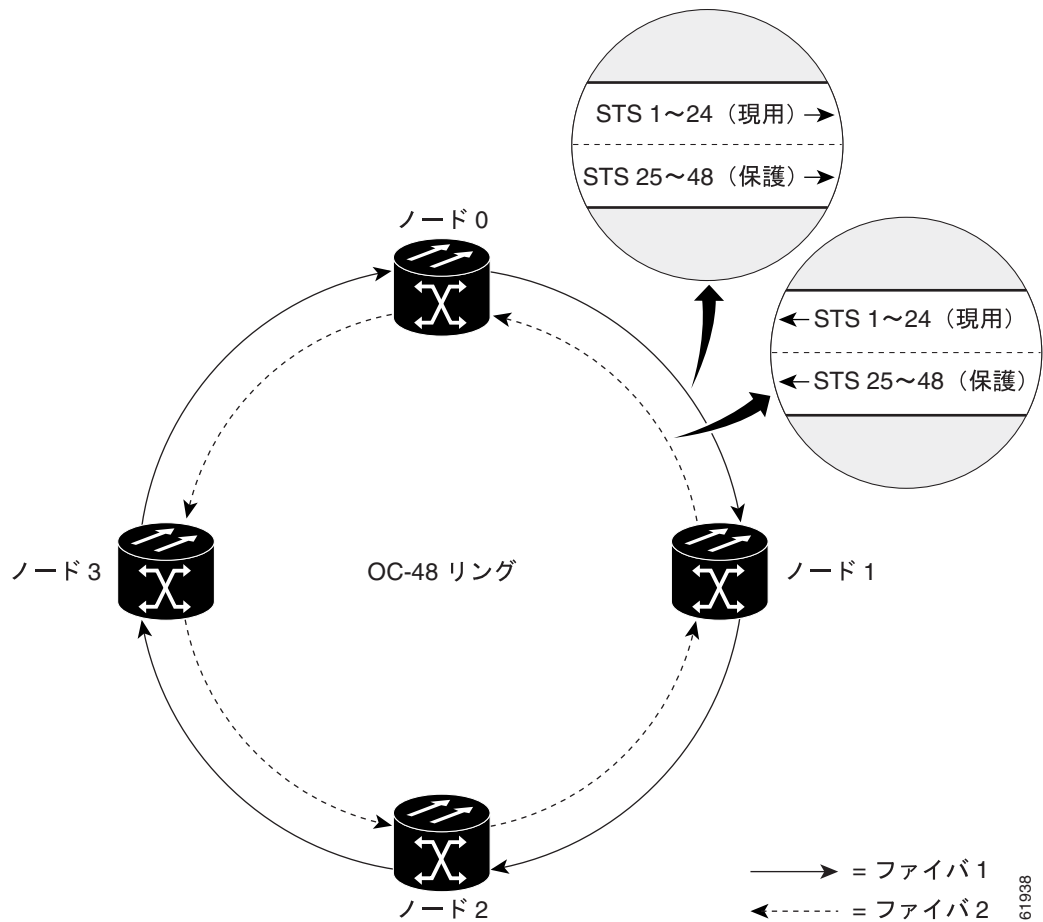 STS 1～24（現用）
STS 25～48（保護）
ノード 0
STS 1～24（現用）
STS 25～48（保護）
ノード 3
OC-48 リング
ノード 1
= ファイバ 1
ノード 2
= ファイバ 2
61938